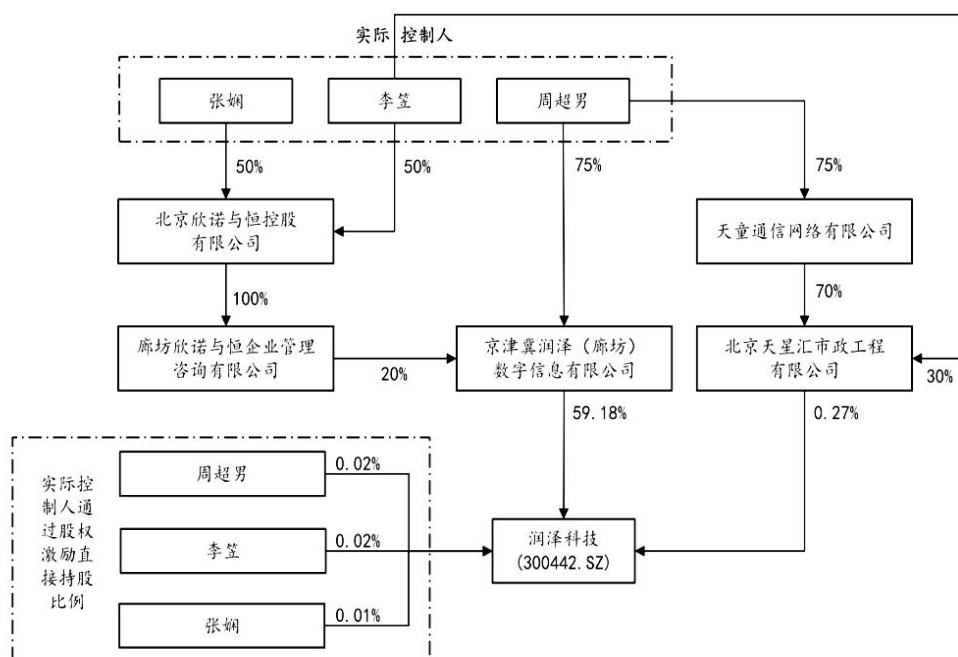 实际 控制人
张娴
李笠
周超男
50%
50%
75%
75%
北京欣诺与恒控股
有限公司
天童通信网络有限公司
100%
70%
廊坊欣诺与恒企业管理
咨询有限公司
京津冀润泽（廊坊）
数字信息有限公司
北京天星汇市政工程
有限公司
20%
30%
59.18%
0.27%
实际控
制人通
过股权
激励直
接持股
比例
周超男
0.02%
李笠
0.02%
张娴
0.01%
润泽科技
(300442.SZ)